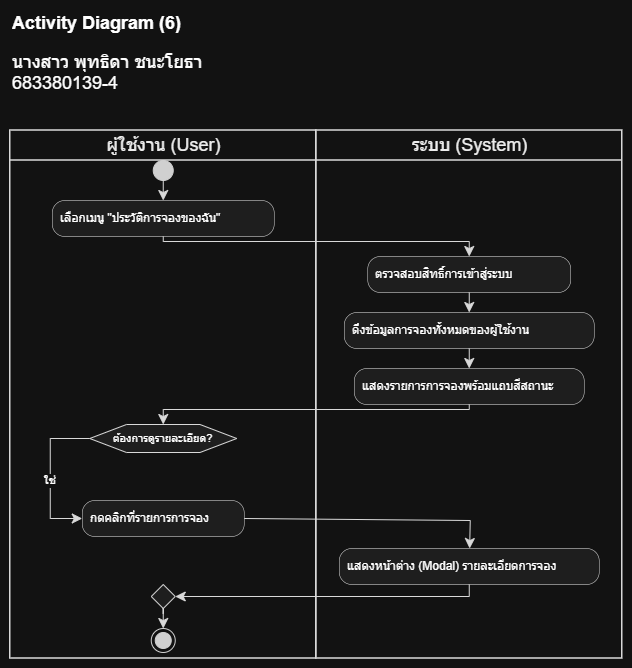 Activity Diagram (6)
นางสาว พุทธิดา ชนะโยธา
683380139-4
ผู้ใช้งาน (User)
ระบบ (System)
เลือกเมนู "ประวัติการจองของฉัน"
ตรวจสอบสิทธิ์การเข้าสู่ระบบ
ดึงข้อมูลการจองทั้งหมดของผู้ใช้งาน
แสดงรายการการจองพร้อมแถบสีสถานะ
ต้องการดูรายละเอียด?
ใช่
กดคลิกที่รายการการจอง
แสดงหน้าต่าง (Modal) รายละเอียดการจอง